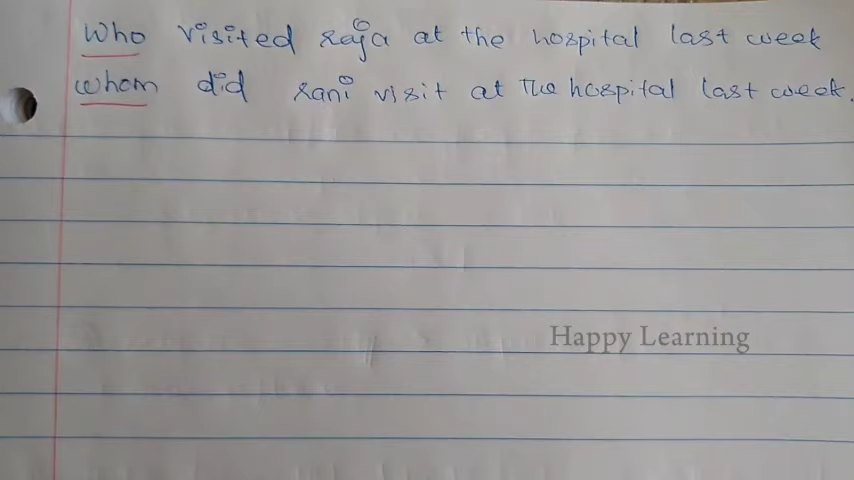 Who visited raja at the hospital last week
whom did rani visit at the hospital last week.
Happy Learning